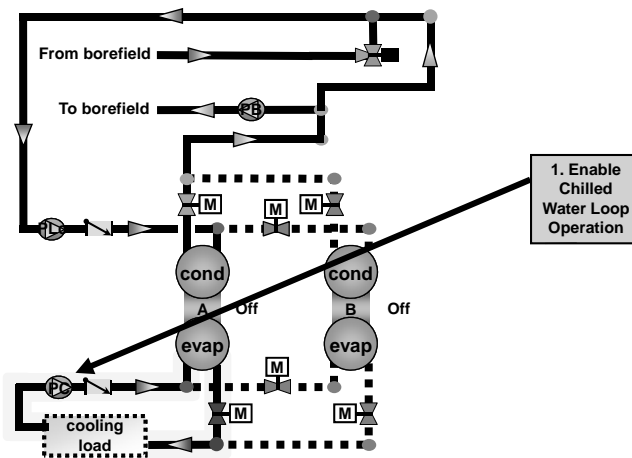 From borefield
To borefield
PB
1. Enable
Chilled
Water Loop
Operation
M
M
M
PLC
cond
cond
A
Off
B
Off
evap
evap
M
PC
M
M
cooling
load